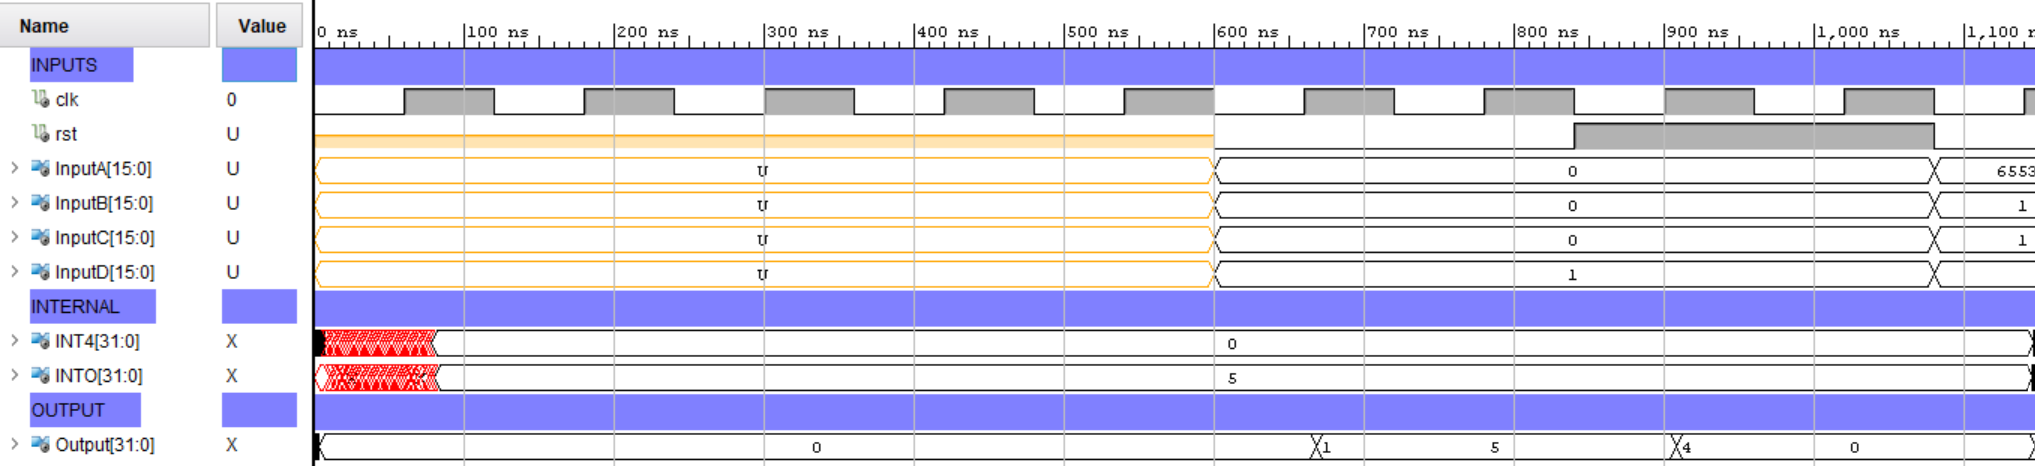 Name Value 0 ns 100 ns 200 ns 300 ns 400 ns 500 ns 600 ns 700 ns 800 ns 900 ns 1,000 ns 1,100 n
INPUTS
clk 0
rst U
InputA[15:0] U U 0 6553
InputB[15:0] U U 0 1
InputC[15:0] U U 0 1
InputD[15:0] U U 1
INTERNAL
INT4[31:0] X 0
INTO[31:0] X 5
OUTPUT
Output[31:0] X 0 1 5 4 0